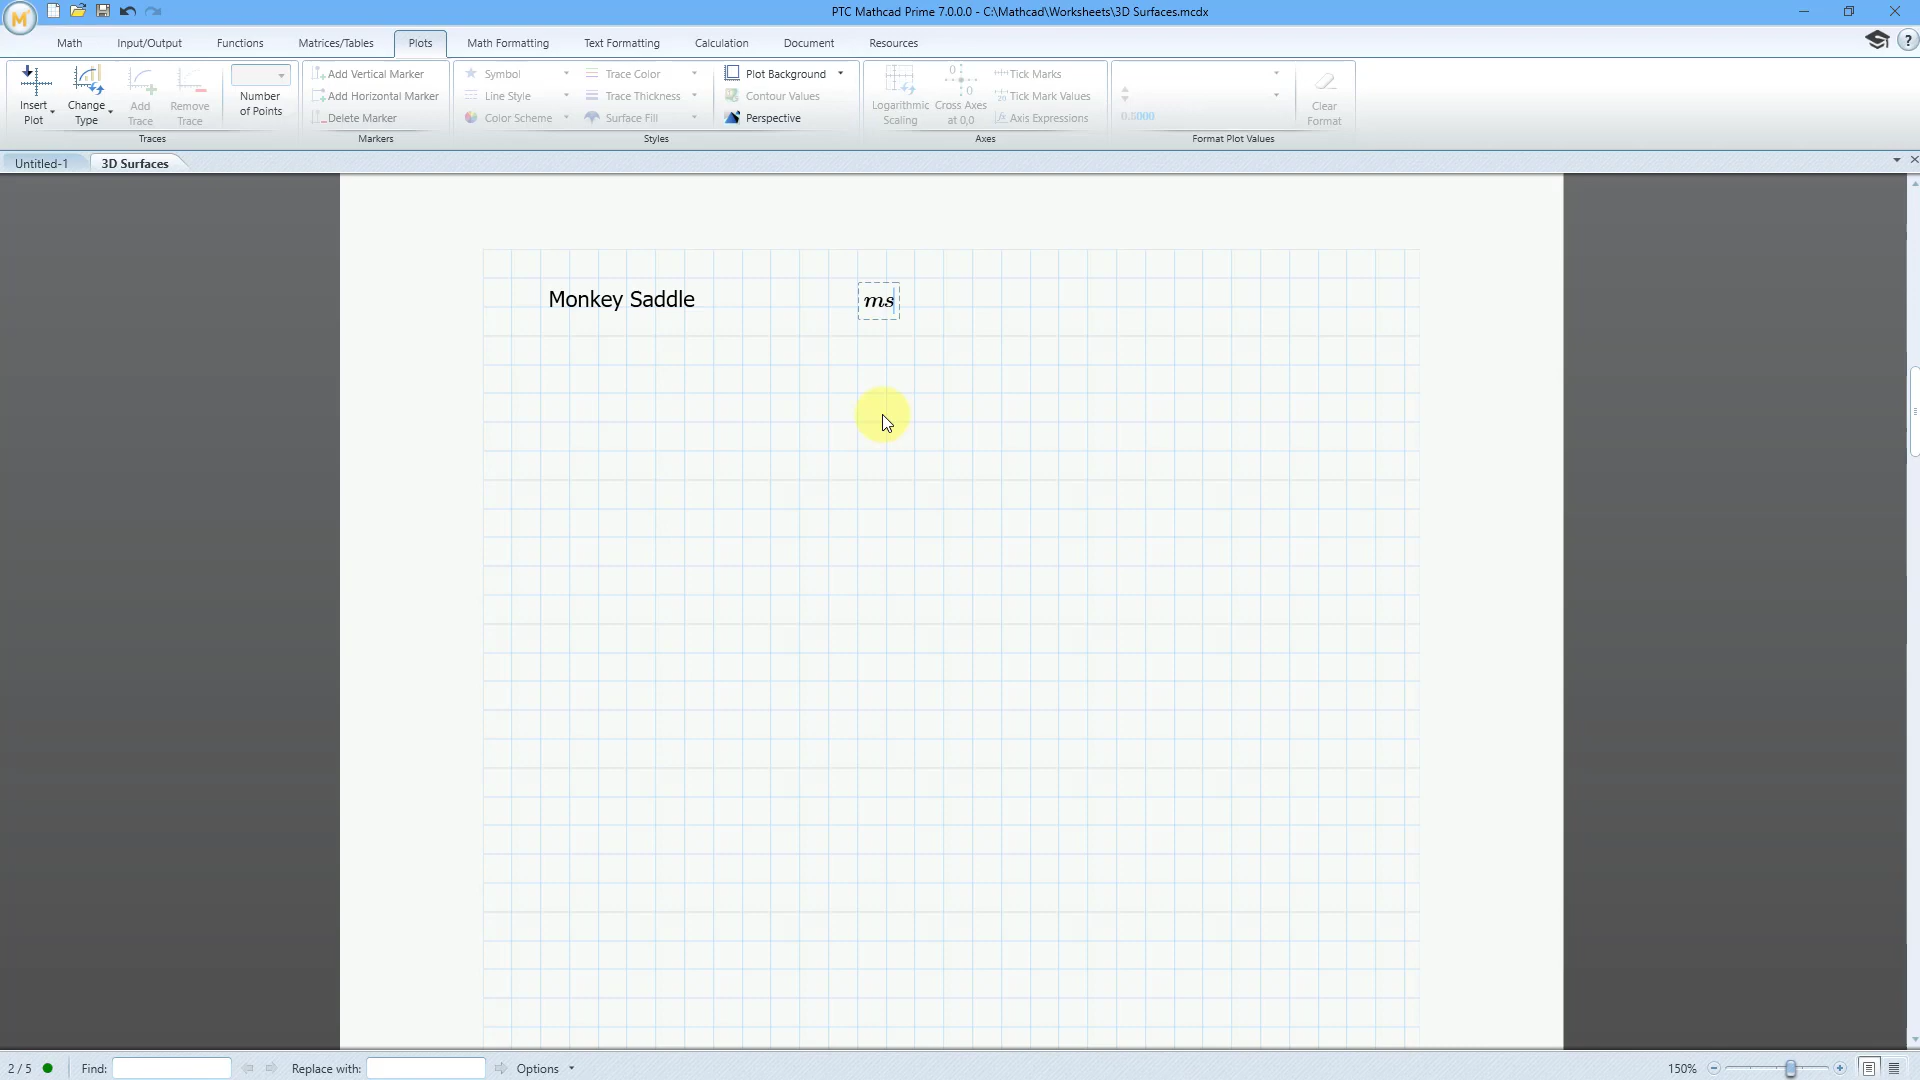 PTC Mathcad Prime 7.0.0.0 - C:\Mathcad\Worksheets\3D Surfaces.mcdx
Math Input/Output Functions Matrices/Tables Plots Math Formatting Text Formatting Calculation Document Resources
Insert Plot
Change Type
Add Trace
Remove Trace
Number of Points
Traces
Add Vertical Marker
Add Horizontal Marker
Delete Marker
Markers
Symbol
Line Style
Color Scheme
Trace Color
Trace Thickness
Surface Fill
Plot Background
Contour Values
Perspective
Styles
Logarithmic Scaling
Cross Axes at 0,0
Tick Marks
Tick Mark Values
Axis Expressions
Axes
0.5000
Clear Format
Format Plot Values
Untitled-1 3D Surfaces
Monkey Saddle ms
2 / 5 Find: Replace with: Options 150%